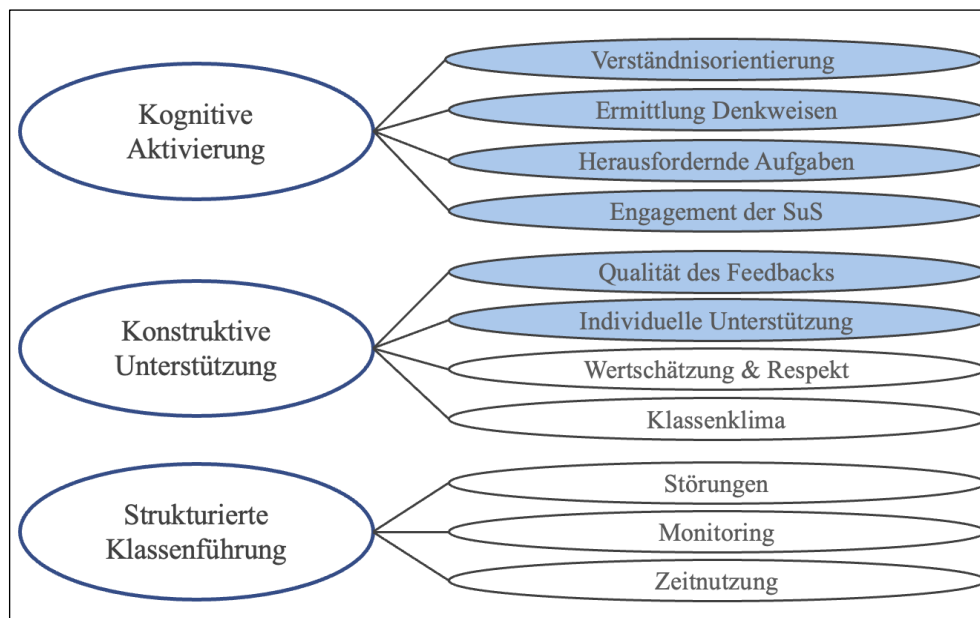 Kognitive
Aktivierung
Verständnisorientierung
Ermittlung Denkweisen
Herausfordernde Aufgaben
Engagement der SuS
Konstruktive
Unterstützung
Qualität des Feedbacks
Individuelle Unterstützung
Wertschätzung & Respekt
Klassenklima
Strukturierte
Klassenführung
Störungen
Monitoring
Zeitnutzung